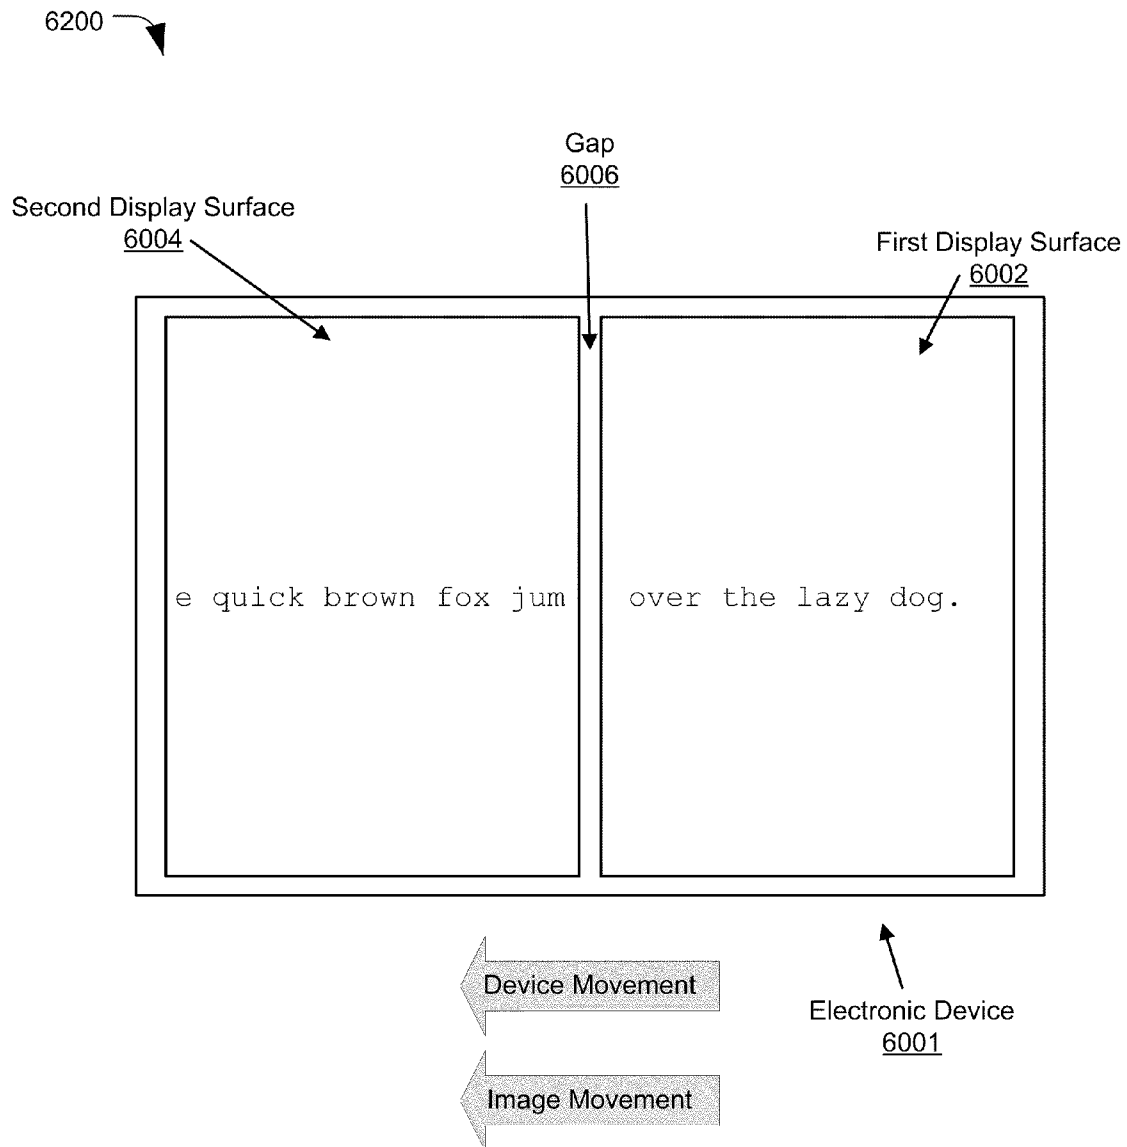 6200
Gap
6006
Second Display Surface
6004
First Display Surface
6002
e quick brown fox jum over the lazy dog.
Device Movement
Electronic Device
6001
Image Movement